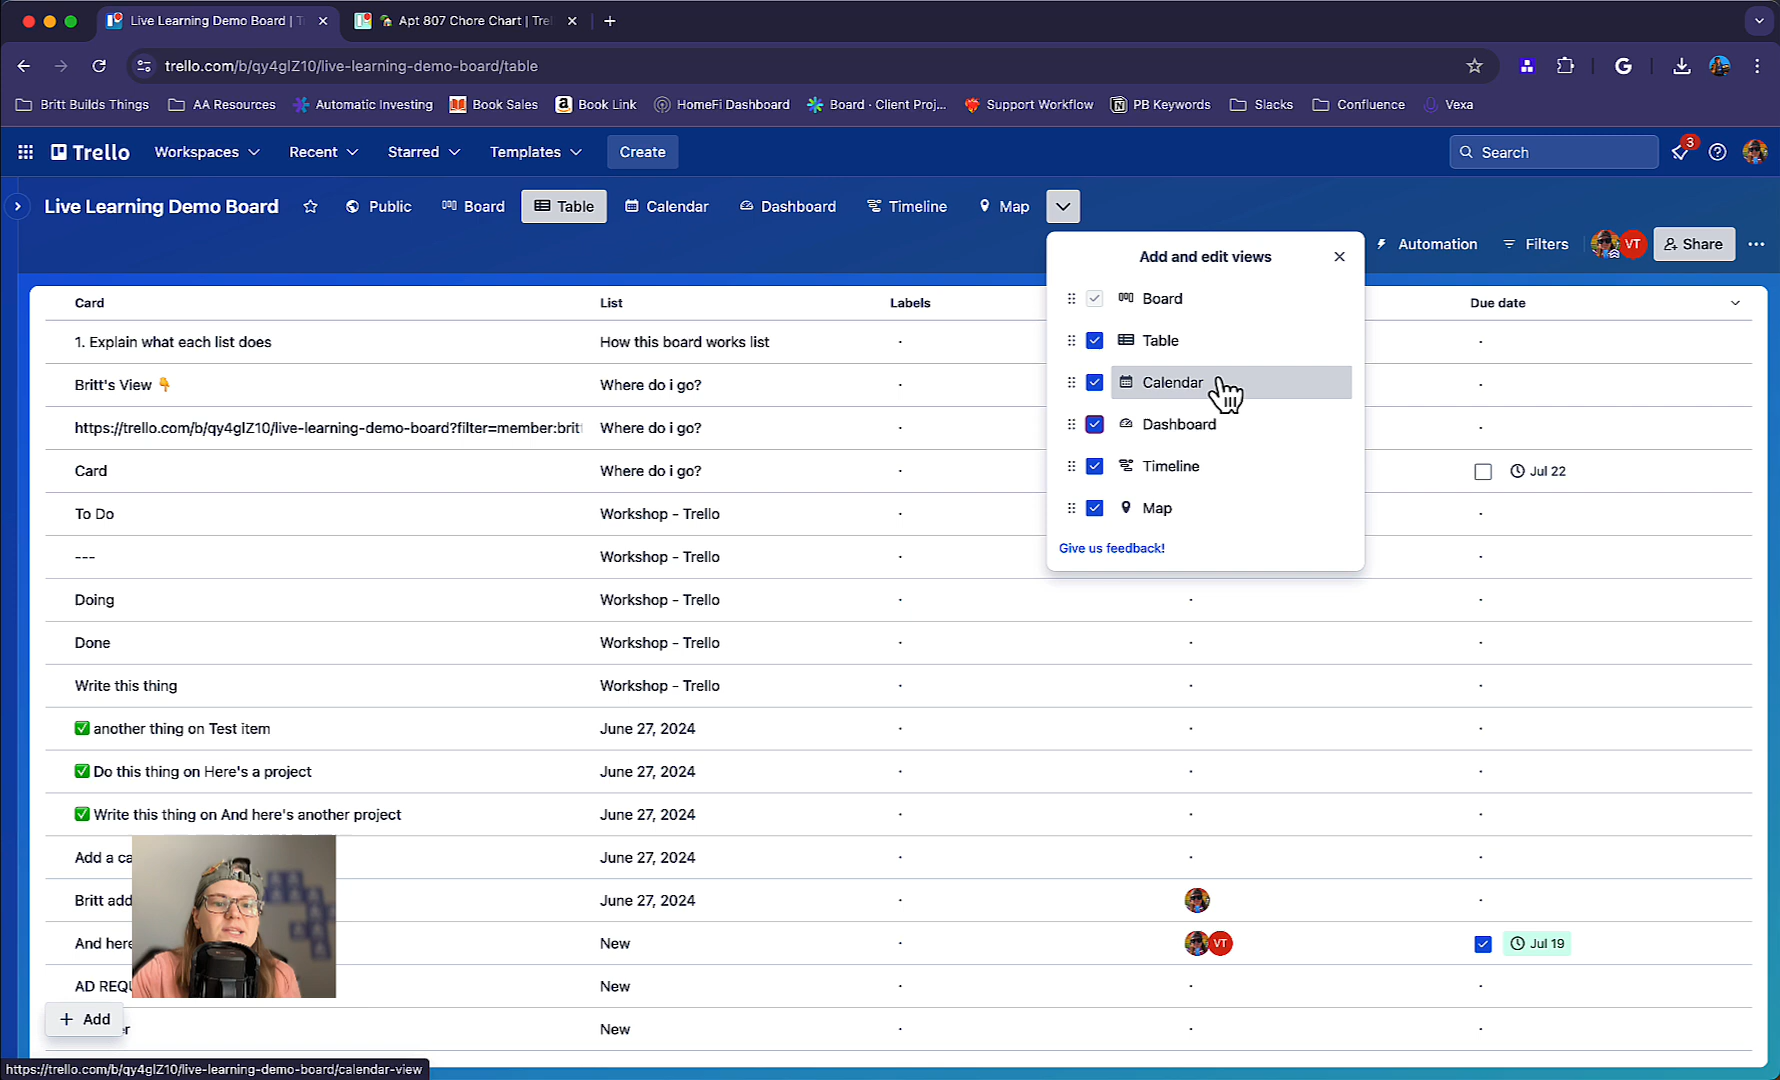 Live Learning Demo Board | T
Apt 807 Chore Chart | Trel
trello.com/b/qy4glZ10/live-learning-demo-board/table
Britt Builds Things
AA Resources
Automatic Investing
Book Sales
Book Link
HomeFi Dashboard
Board · Client Proj...
Support Workflow
PB Keywords
Slacks
Confluence
Vexa
Trello
Workspaces
Recent
Starred
Templates
Create
Search
3
Live Learning Demo Board
Public
Board
Table
Calendar
Dashboard
Timeline
Map
Automation
Filters
VT
Share
Add and edit views
Board
Table
Calendar
Dashboard
Timeline
Map
Give us feedback!
Card List Labels Due date
1. Explain what each list does How this board works list
Britt's View 👇 Where do i go?
https://trello.com/b/qy4glZ10/live-learning-demo-board?filter=member:brit Where do i go?
Card Where do i go? Jul 22
To Do Workshop - Trello
--- Workshop - Trello
Doing Workshop - Trello
Done Workshop - Trello
Write this thing Workshop - Trello
✅ another thing on Test item June 27, 2024
✅ Do this thing on Here's a project June 27, 2024
✅ Write this thing on And here's another project June 27, 2024
Add a ca June 27, 2024
Britt add June 27, 2024
And here New VT Jul 19
AD REQU New
+ Add er New
https://trello.com/b/qy4glZ10/live-learning-demo-board/calendar-view